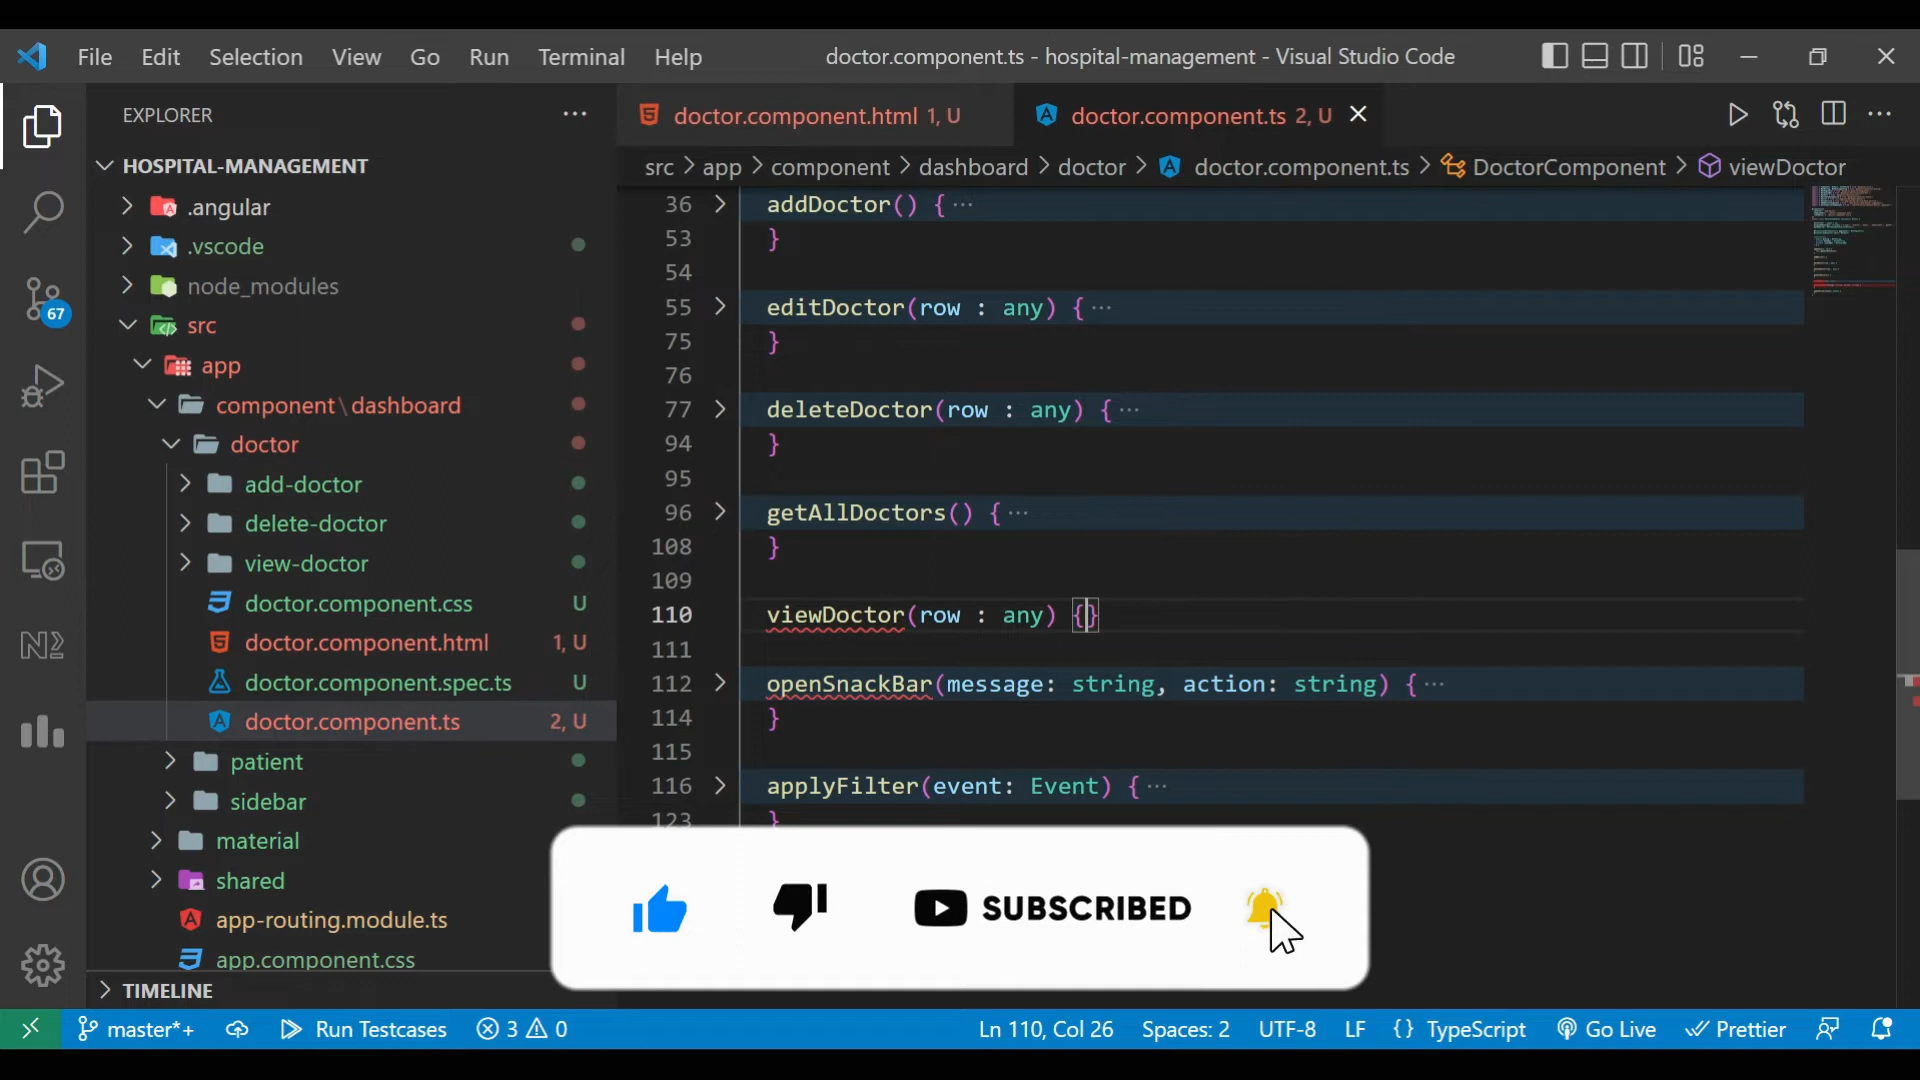 File Edit Selection View Go Run Terminal Help doctor.component.ts - hospital-management - Visual Studio Code
EXPLORER
HOSPITAL-MANAGEMENT
.angular
.vscode
node_modules
src
app
component\dashboard
doctor
add-doctor
delete-doctor
view-doctor
doctor.component.css U
doctor.component.html 1, U
doctor.component.spec.ts U
doctor.component.ts 2, U
patient
sidebar
material
shared
app-routing.module.ts
app.component.css
TIMELINE
67
doctor.component.html 1, U doctor.component.ts 2, U
src > app > component > dashboard > doctor > doctor.component.ts > DoctorComponent > viewDoctor
36 addDoctor() { ...
53 }
54
55 editDoctor(row : any) { ...
75 }
76
77 deleteDoctor(row : any) { ...
94 }
95
96 getAllDoctors() { ...
108 }
109
110 viewDoctor(row : any) {}
111
112 openSnackBar(message: string, action: string) { ...
114 }
115
116 applyFilter(event: Event) { ...
123 }
SUBSCRIBED
master*+ Run Testcases 3 0 Ln 110, Col 26 Spaces: 2 UTF-8 LF {} TypeScript Go Live Prettier